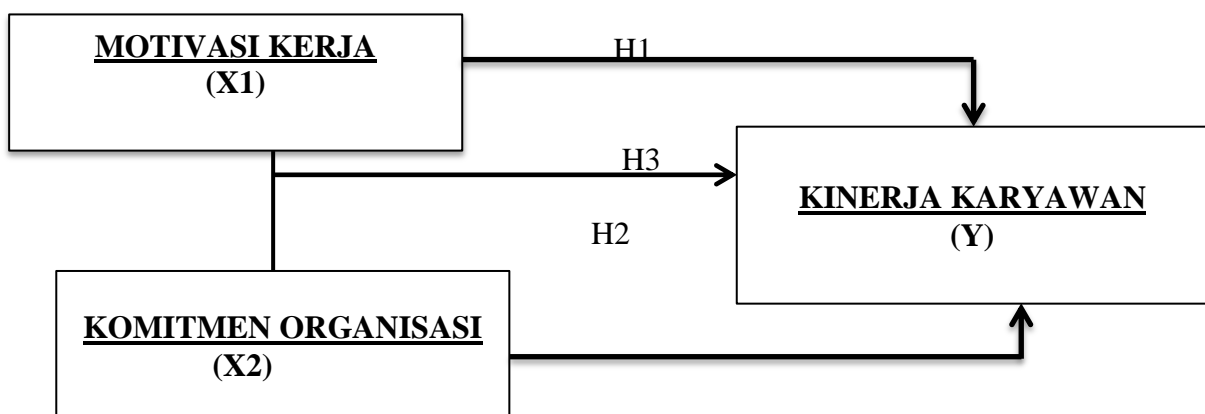 MOTIVASI KERJA
(X1)
H1
H3
KINERJA KARYAWAN
(Y)
H2
KOMITMEN ORGANISASI
(X2)